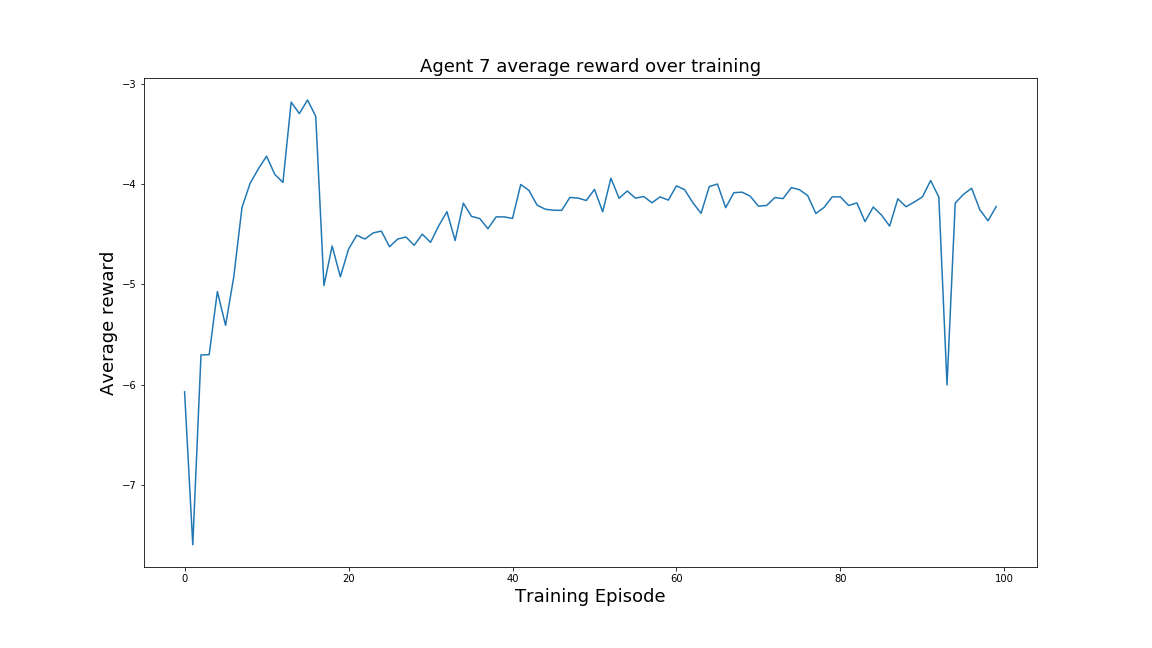 Agent 7 average reward over training
−3
−4
−5
−6
−7
Average reward
0 20 40 60 80 100
Training Episode